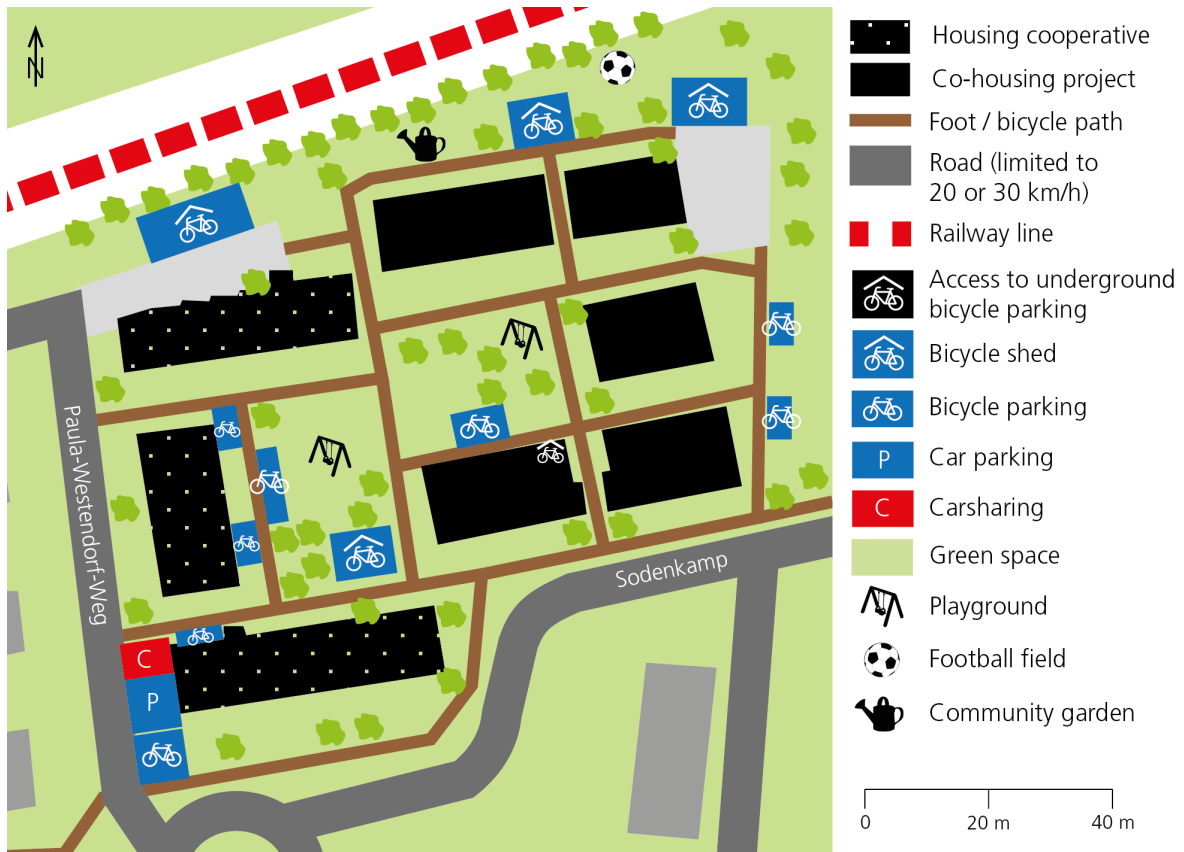 N
Paula-Westendorf-Weg
Sodenkamp
C
P
Housing cooperative
Co-housing project
Foot / bicycle path
Road (limited to
20 or 30 km/h)
Railway line
Access to underground
bicycle parking
Bicycle shed
Bicycle parking
P
Car parking
C
Carsharing
Green space
Playground
Football field
Community garden
0
20 m
40 m